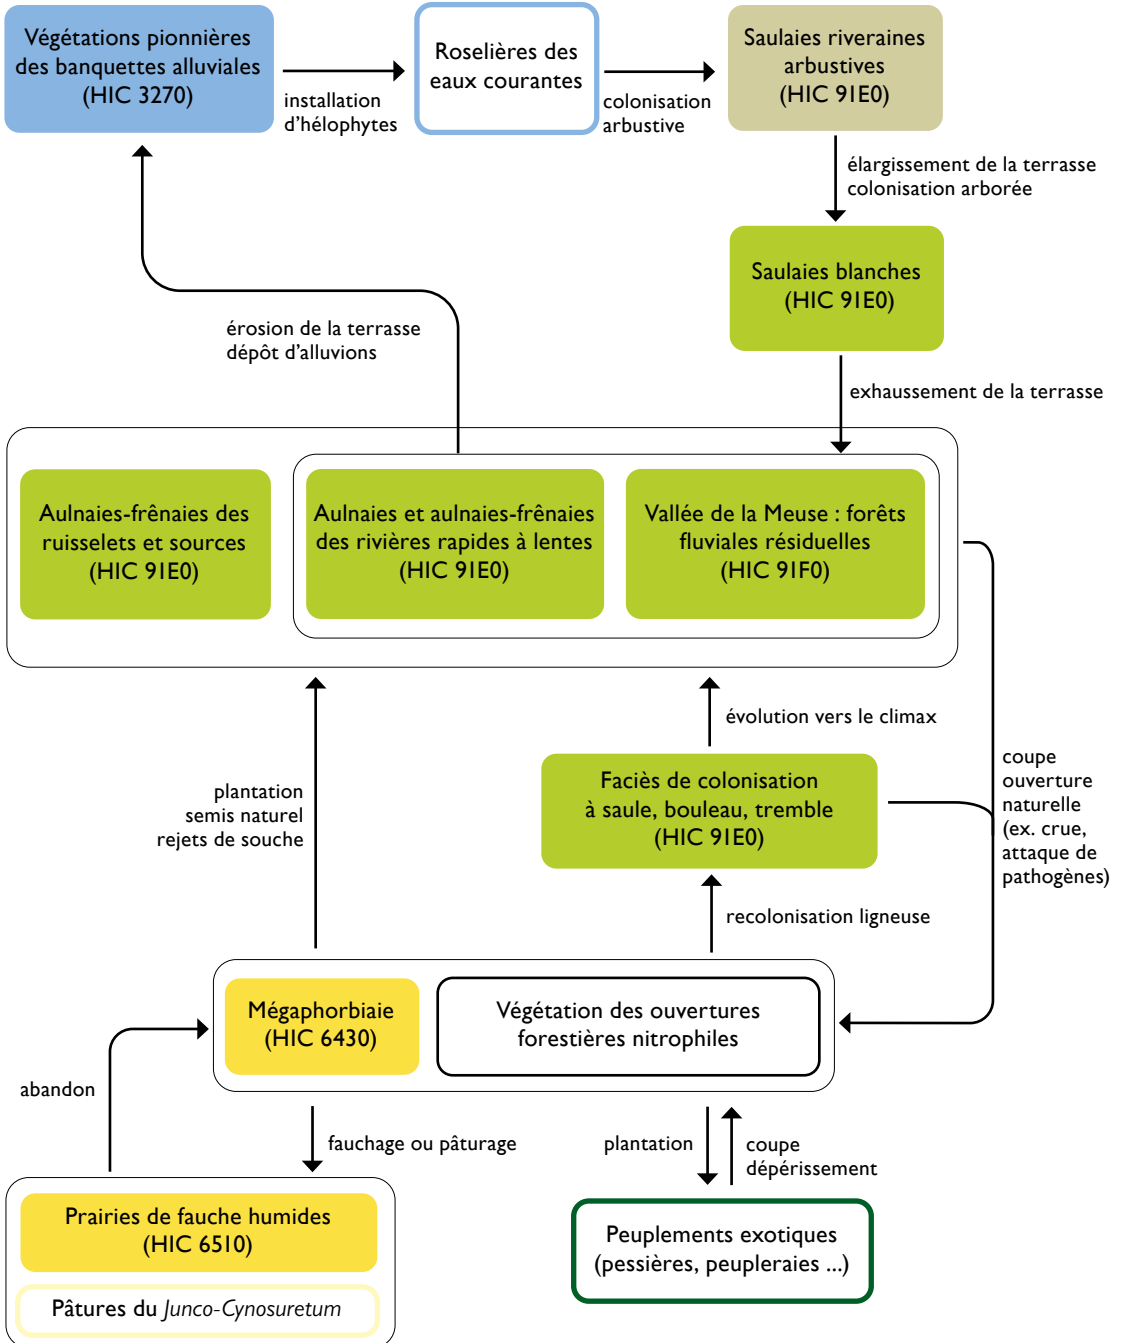 Végétations pionnières
des banquettes alluviales
(HIC 3270)
installation
d’hélophytes
Roselières des
eaux courantes
colonisation
arbustive
Saulaies riveraines
arbustives
(HIC 91E0)
élargissement de la terrasse
colonisation arborée
Saulaies blanches
(HIC 91E0)
érosion de la terrasse
dépôt d’alluvions
exhaussement de la terrasse
Aulnaies-frênaies des
ruisselets et sources
(HIC 91E0)
Aulnaies et aulnaies-frênaies
des rivières rapides à lentes
(HIC 91E0)
Vallée de la Meuse : forêts
fluviales résiduelles
(HIC 91F0)
évolution vers le climax
plantation
semis naturel
rejets de souche
Faciès de colonisation
à saule, bouleau, tremble
(HIC 91E0)
coupe
ouverture
naturelle
(ex. crue,
attaque de
pathogènes)
recolonisation ligneuse
Mégaphorbiaie
(HIC 6430)
Végétation des ouvertures
forestières nitrophiles
abandon
fauchage ou pâturage
plantation
coupe
dépérissement
Prairies de fauche humides
(HIC 6510)
Pâtures du Junco-Cynosuretum
Peuplements exotiques
(pessières, peupleraies ...)